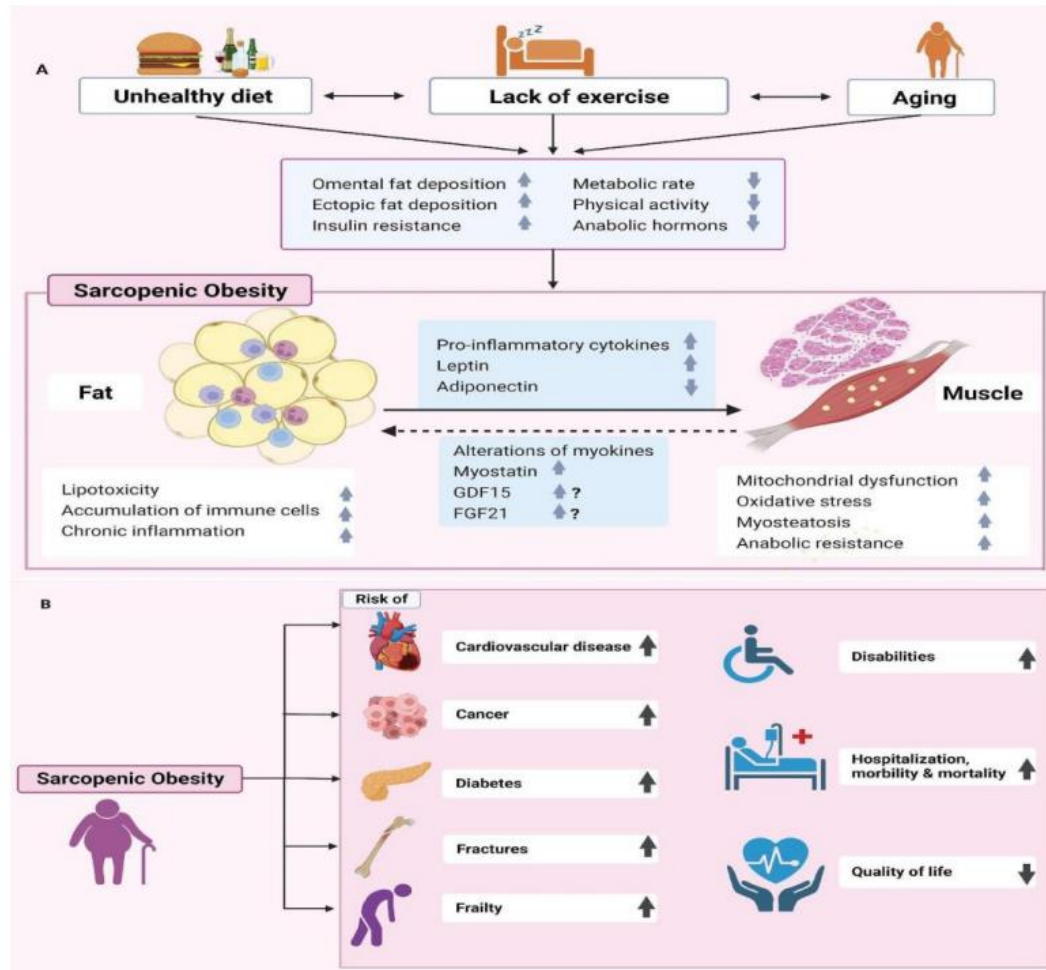 A
zzz
Unhealthy diet
Lack of exercise
Aging
Omental fat deposition
Ectopic fat deposition
Insulin resistance
Metabolic rate
Physical activity
Anabolic hormons
Sarcopenic Obesity
Fat
Pro-inflammatory cytokines
Leptin
Adiponectin
Muscle
Alterations of myokines
Myostatin
GDF15 ?
FGF21 ?
Lipotoxicity
Accumulation of immune cells
Chronic inflammation
Mitochondrial dysfunction
Oxidative stress
Myosteatosis
Anabolic resistance
B
Risk of
Sarcopenic Obesity
Cardiovascular disease
Cancer
Diabetes
Fractures
Frailty
Disabilities
Hospitalization,
morbility & mortality
Quality of life